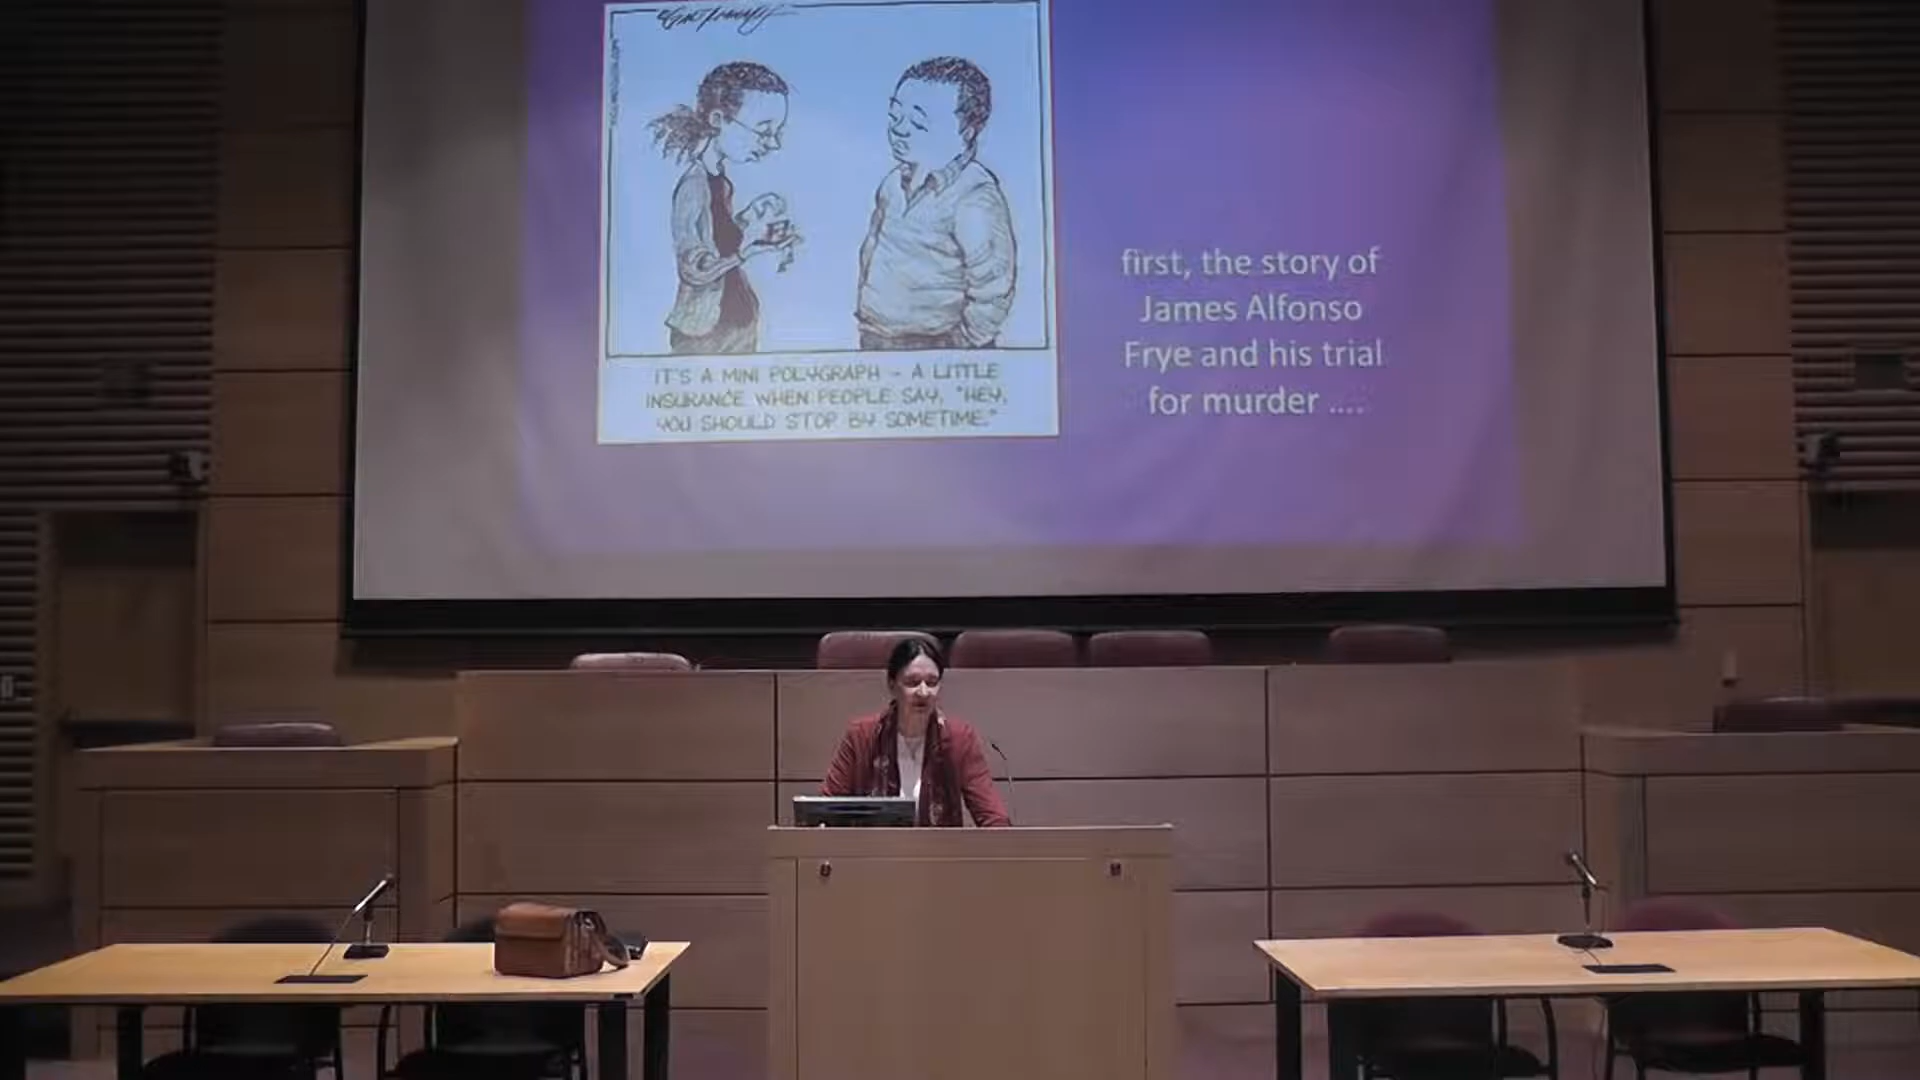 IT'S A MINI POLYGRAPH - A LITTLE
INSURANCE WHEN PEOPLE SAY, "HEY,
YOU SHOULD STOP BY SOMETIME."
first, the story of
James Alfonso
Frye and his trial
for murder ....